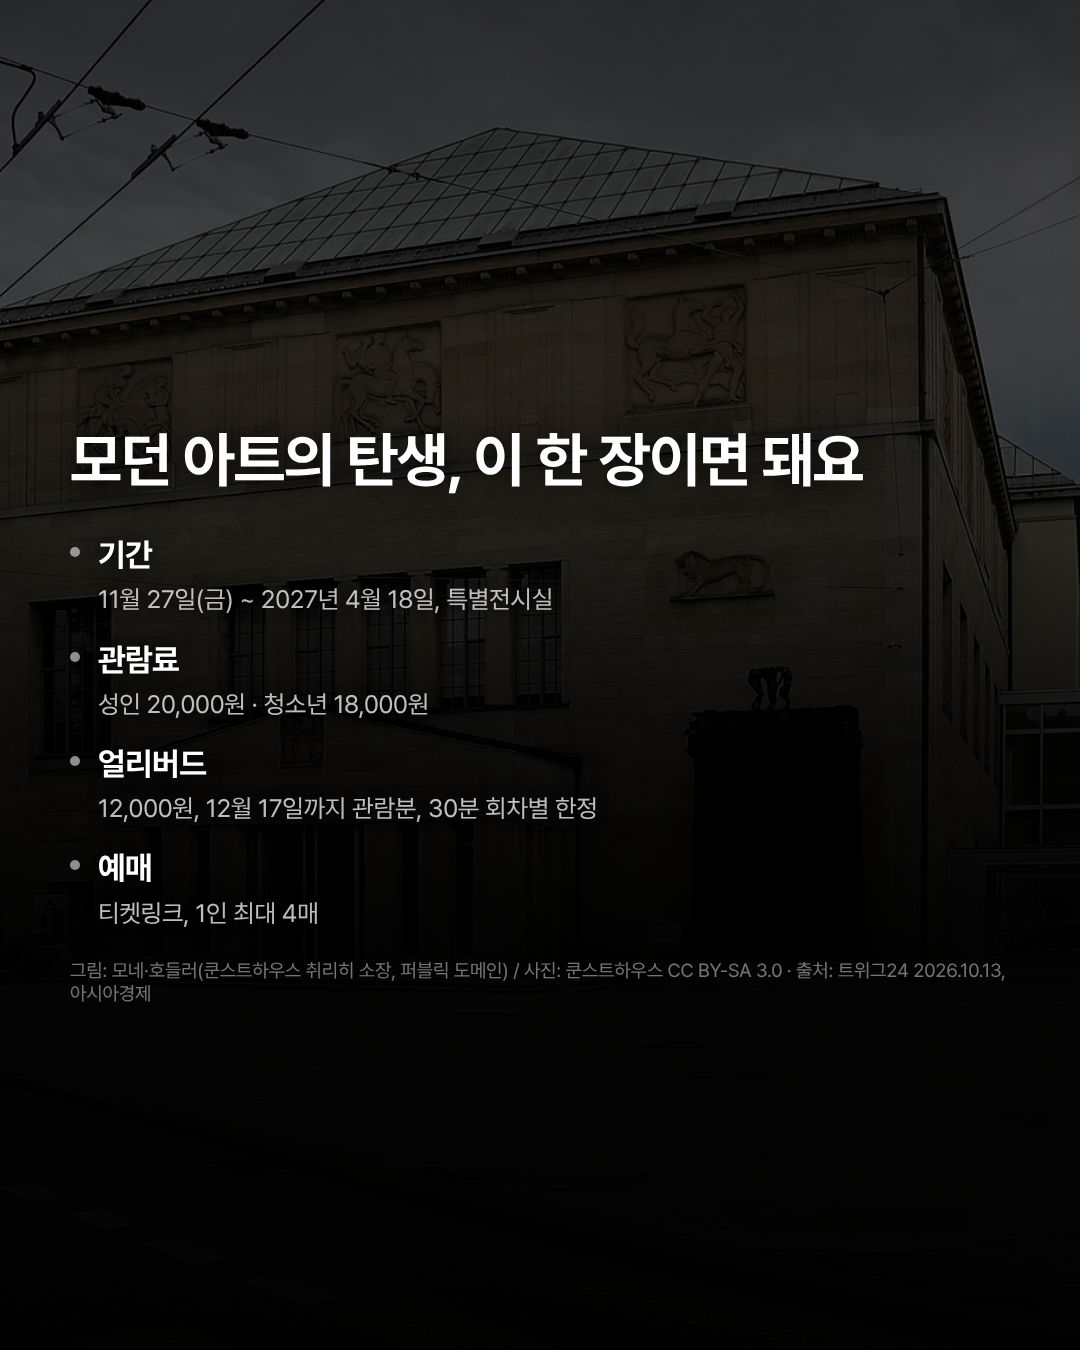 모던 아트의 탄생, 이 한 장이면 돼요
• 기간
11월 27일(금) ~ 2027년 4월 18일, 특별전시실
• 관람료
성인 20,000원 · 청소년 18,000원
• 얼리버드
12,000원, 12월 17일까지 관람분, 30분 회차별 한정
• 예매
티켓링크, 1인 최대 4매
그림: 모네·호들러(쿤스트하우스 취리히 소장, 퍼블릭 도메인) / 사진: 쿤스트하우스 CC BY-SA 3.0 · 출처: 트위그24 2026.10.13,
아시아경제